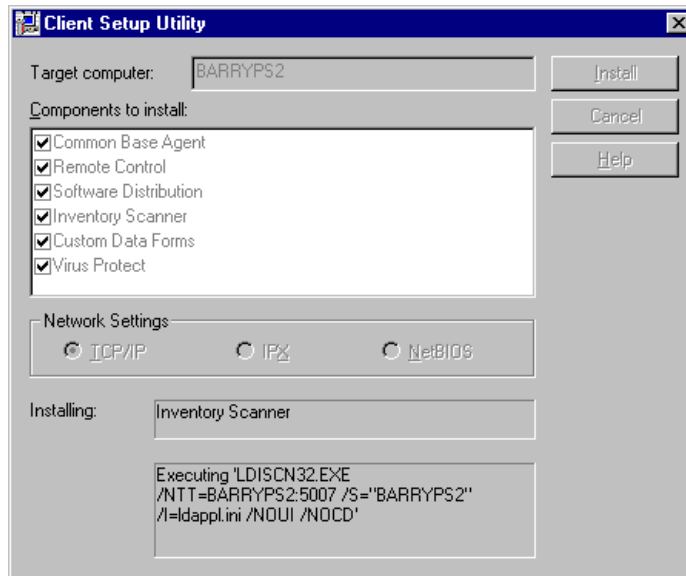 Client Setup Utility
Target computer: BARRYPS2
Install
Components to install:
Cancel
Common Base Agent
Remote Control
Help
Software Distribution
Inventory Scanner
Custom Data Forms
Virus Protect
Network Settings
TCP/IP IPX NetBIOS
Installing: Inventory Scanner
Executing 'LDISCN32.EXE
/NTT=BARRYPS2:5007 /S="BARRYPS2"
/I=ldappl.ini /NOUI /NOCD'